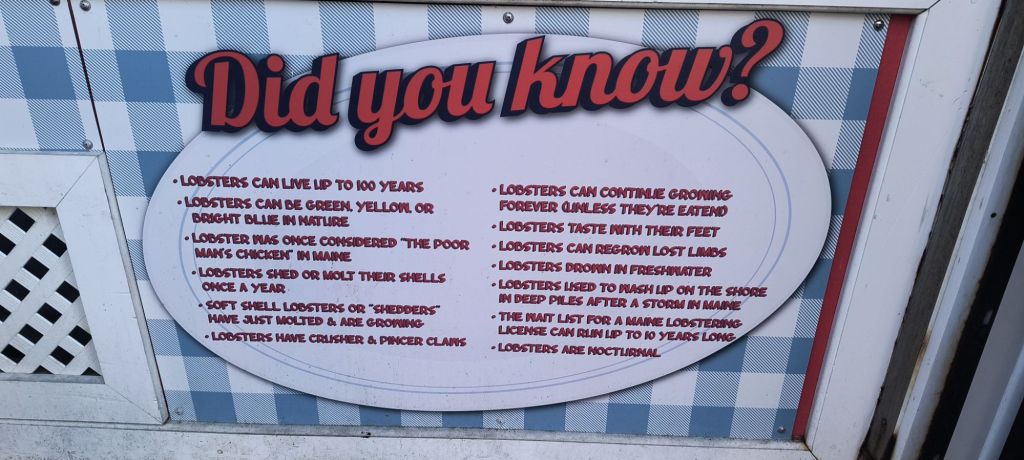 Did you know?
• LOBSTERS CAN LIVE UP TO 100 YEARS
• LOBSTERS CAN BE GREEN, YELLOW, OR
BRIGHT BLUE IN NATURE
• LOBSTER WAS ONCE CONSIDERED "THE POOR
MAN'S CHICKEN" IN MAINE
• LOBSTERS SHED OR MOLT THEIR SHELLS
ONCE A YEAR
• SOFT SHELL LOBSTERS OR "SHEDDERS"
HAVE JUST MOLTED & ARE GROWING
• LOBSTERS HAVE CRUSHER & PINCER CLAWS
• LOBSTERS CAN CONTINUE GROWING
FOREVER (UNLESS THEY'RE EATEN)
• LOBSTERS TASTE WITH THEIR FEET
• LOBSTERS CAN REGROW LOST LIMBS
• LOBSTERS DROWN IN FRESHWATER
• LOBSTERS USED TO WASH UP ON THE SHORE
IN DEEP PILES AFTER A STORM IN MAINE
• THE WAIT LIST FOR A MAINE LOBSTERING
LICENSE CAN RUN UP TO 10 YEARS LONG
• LOBSTERS ARE NOCTURNAL